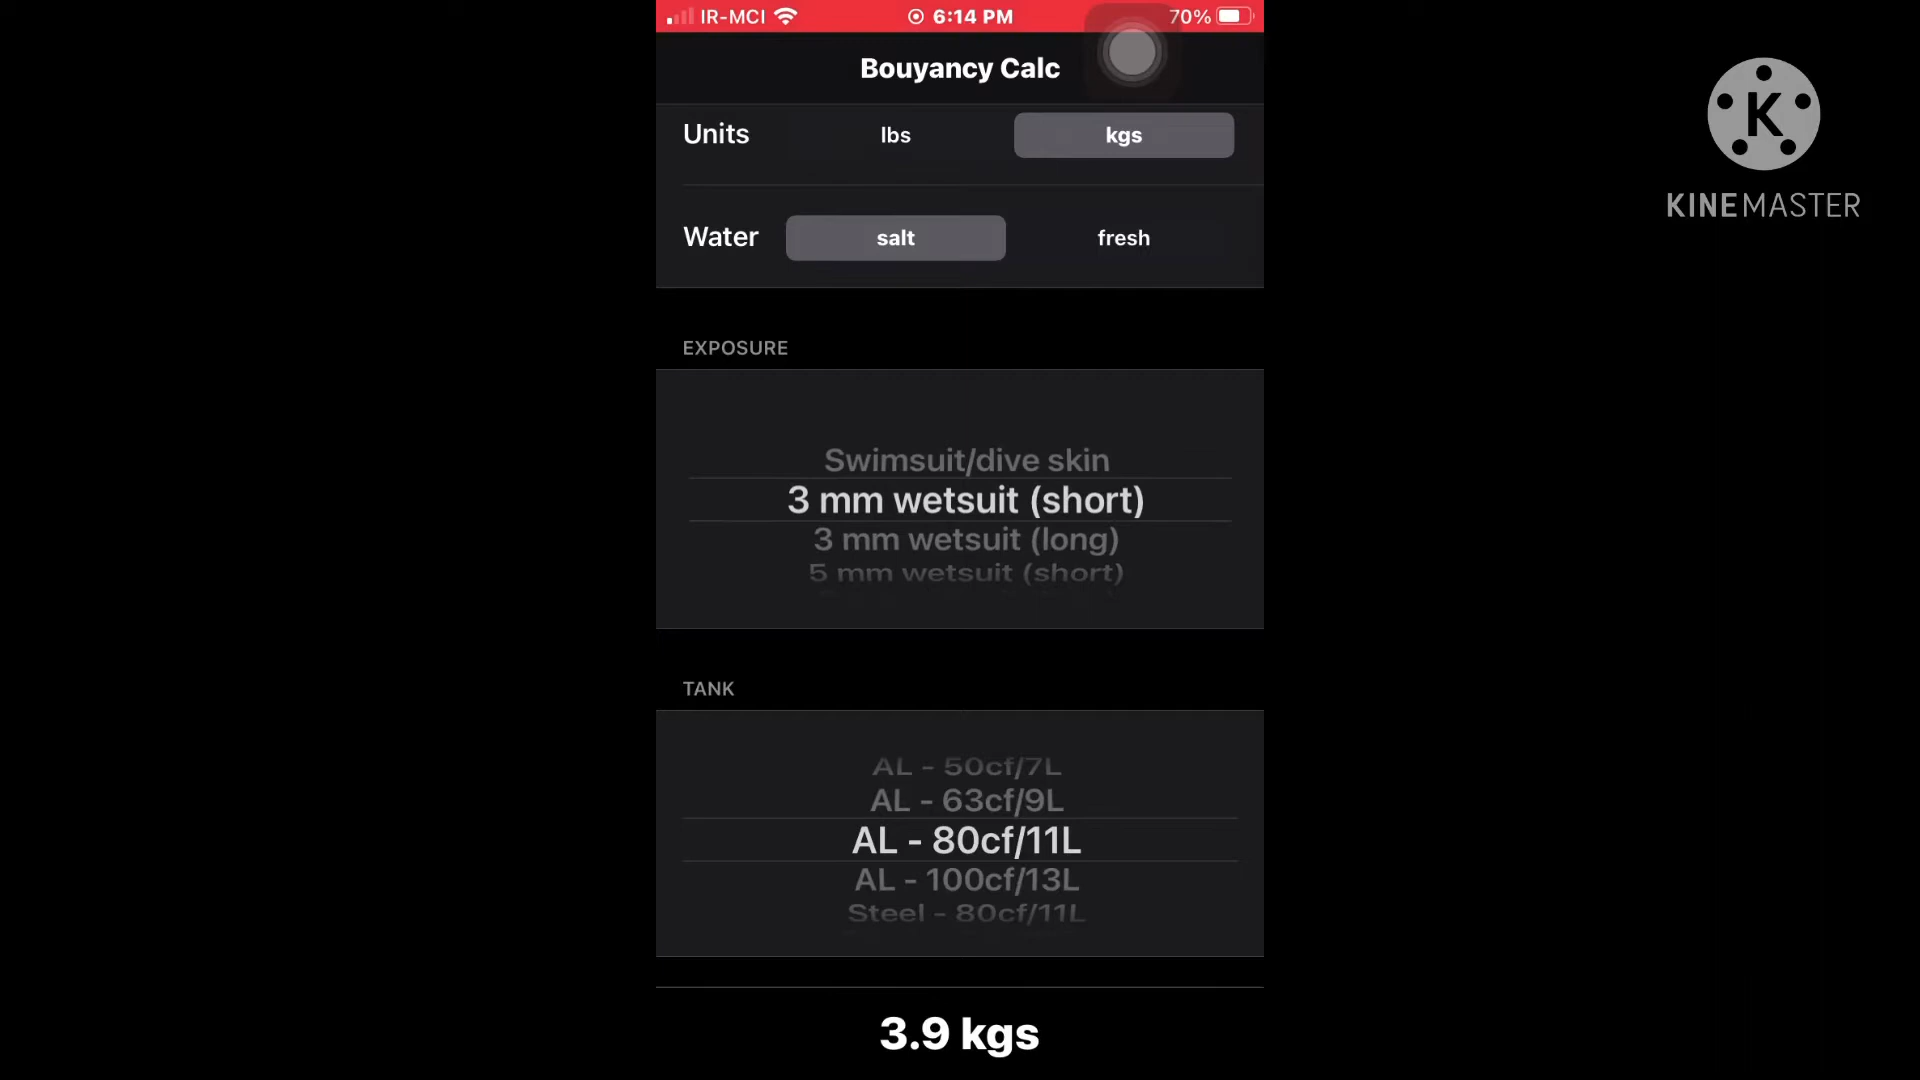 IR-MCI 6:14 PM 70%
Bouyancy Calc
Units lbs kgs
Water salt fresh
EXPOSURE
Swimsuit/dive skin
3 mm wetsuit (short)
3 mm wetsuit (long)
5 mm wetsuit (short)
TANK
AL - 50cf/7L
AL - 63cf/9L
AL - 80cf/11L
AL - 100cf/13L
Steel - 80cf/11L
3.9 kgs
K
KINEMASTER